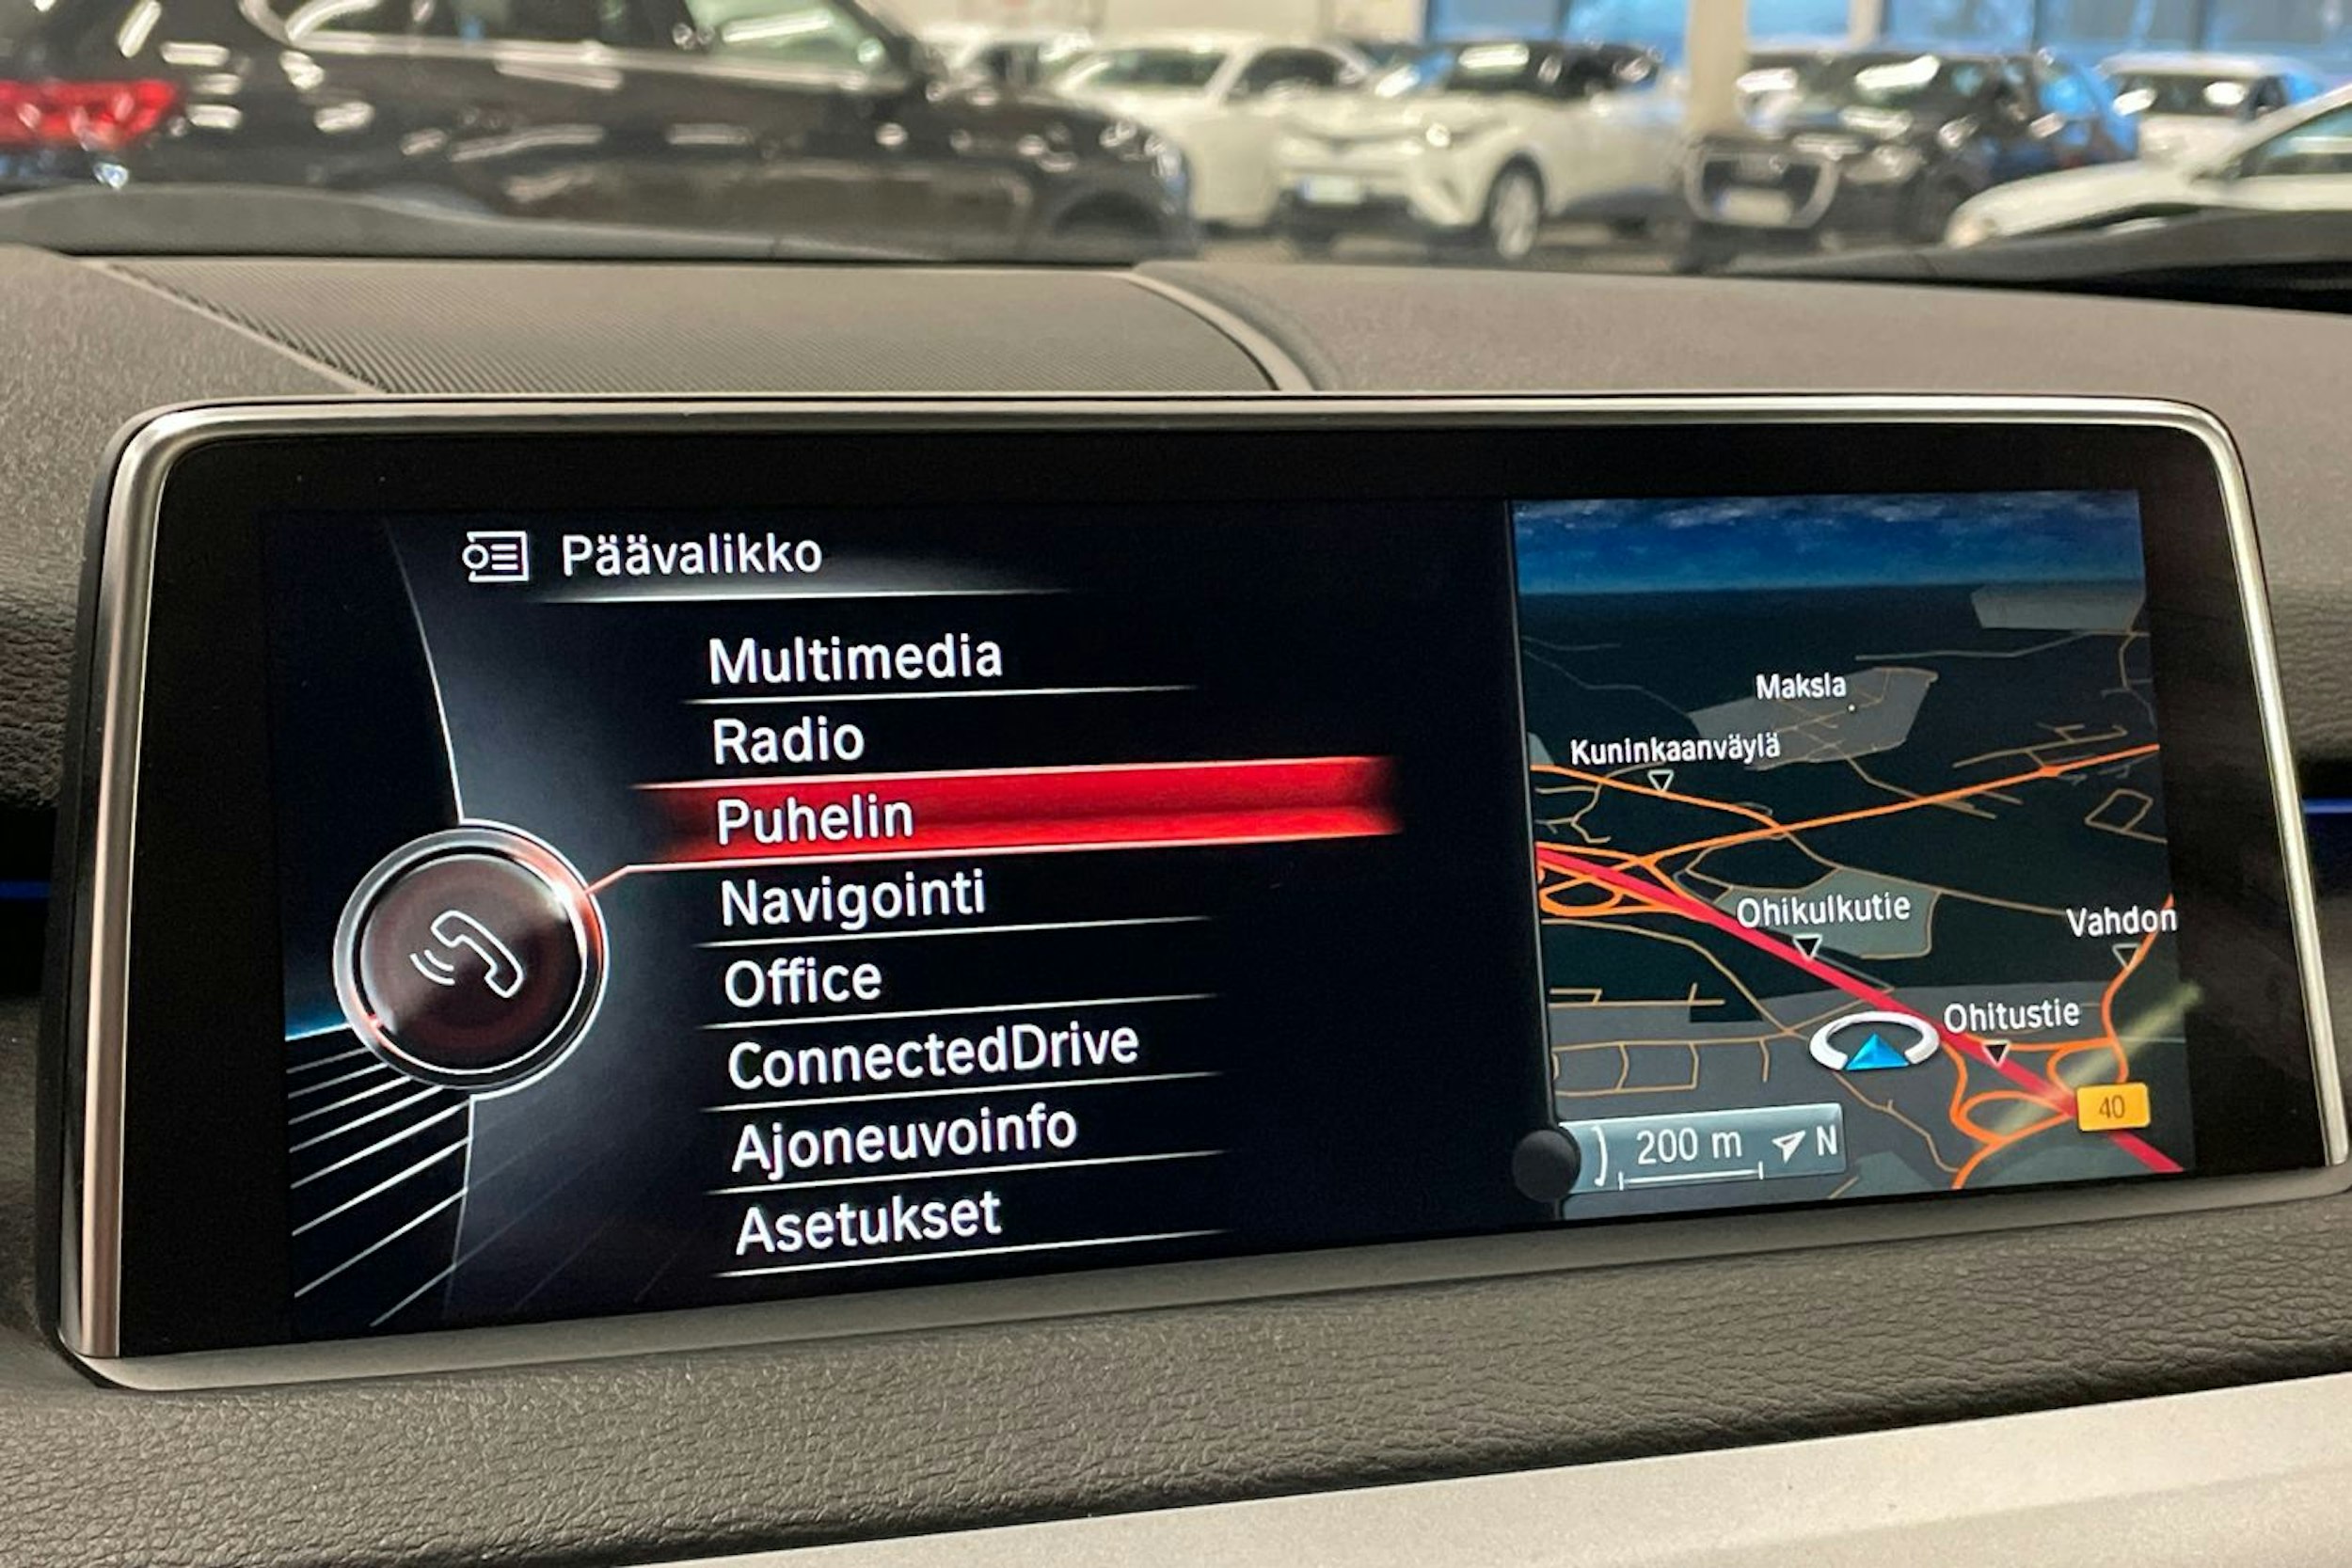 Päävalikko
Multimedia
Radio
Puhelin
Navigointi
Office
ConnectedDrive
Ajoneuvoinfo
Asetukset
Maksla
Kuninkaanväylä
Ohikulkutie
Vahdon
Ohitustie
40
200 m N